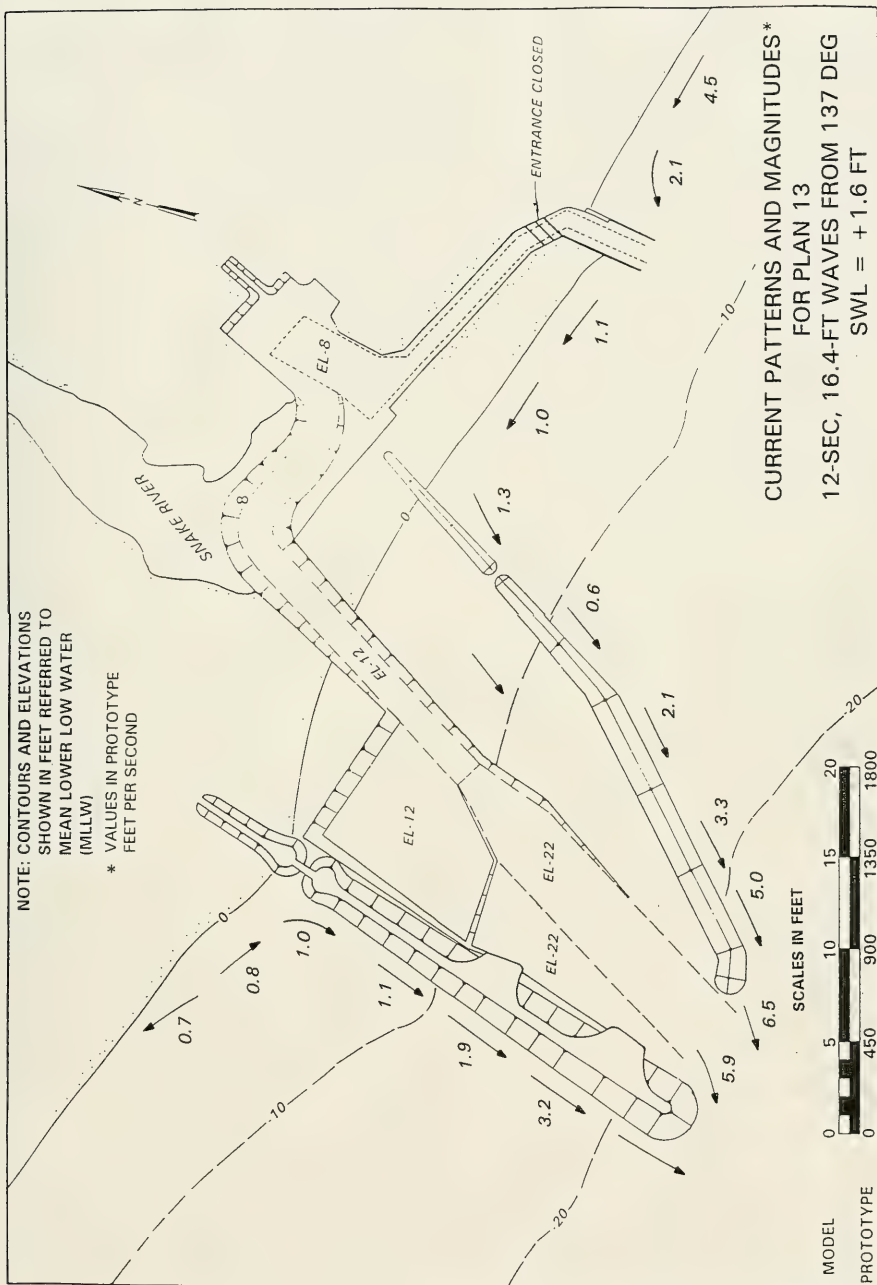 NOTE: CONTOURS AND ELEVATIONS
SHOWN IN FEET REFERRED TO
MEAN LOWER LOW WATER
(MLLW)
* VALUES IN PROTOTYPE
FEET PER SECOND
N
SNAKE RIVER
8
EL-8
ENTRANCE CLOSED
EL-12
EL-12
EL-22
EL-22
0
0
-10
-10
-20
-20
0.7
0.8
1.0
1.1
1.9
3.2
5.9
6.5
5.0
3.3
2.1
0.6
1.3
1.0
1.1
2.1
4.5
SCALES IN FEET
MODEL 0 5 10 15 20
PROTOTYPE 0 450 900 1350 1800
CURRENT PATTERNS AND MAGNITUDES*
FOR PLAN 13
12-SEC, 16.4-FT WAVES FROM 137 DEG
SWL = +1.6 FT